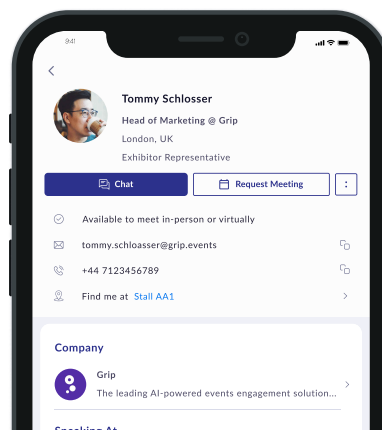 9:41
Tommy Schlosser
Head of Marketing @ Grip
London, UK
Exhibitor Representative
Chat
Request Meeting
Available to meet in-person or virtually
tommy.schloasser@grip.events
+44 7123456789
Find me at Stall AA1
Company
Grip
The leading AI-powered events engagement solution...
Speaking At